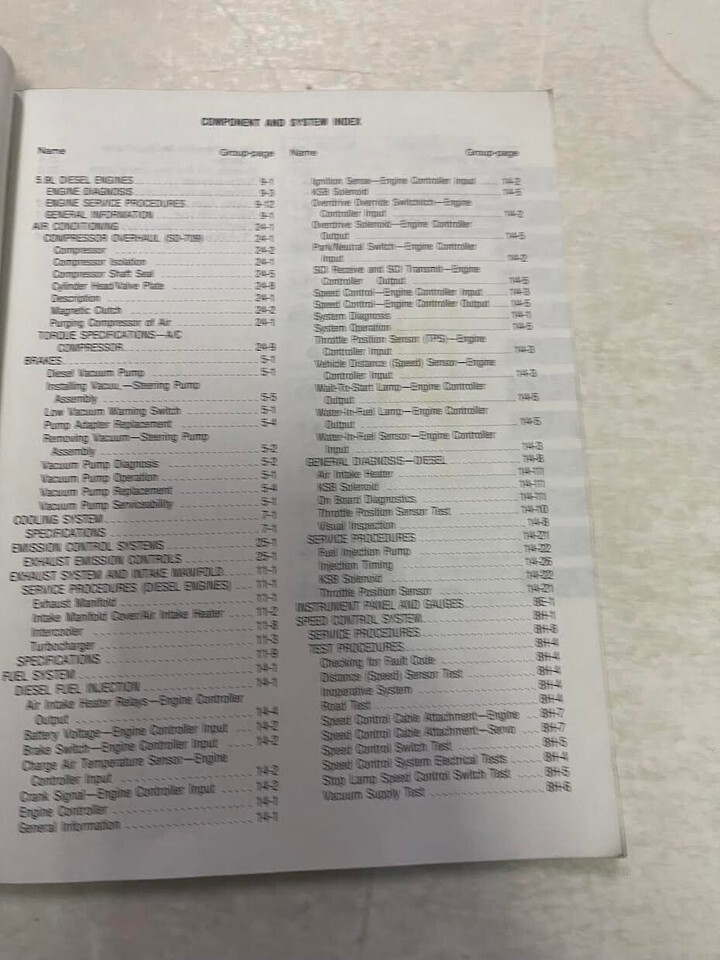 COMPONENT AND SYSTEM INDEX
Name Group-page
5.9L DIESEL ENGINES 9-1
ENGINE DIAGNOSIS 9-3
ENGINE SERVICE PROCEDURES 9-12
GENERAL INFORMATION 9-1
AIR CONDITIONING 24-1
COMPRESSOR OVERHAUL (SD-709) 24-1
Compressor 24-2
Compressor Isolation 24-1
Compressor Shaft Seal 24-5
Cylinder Head/Valve Plate 24-8
Description 24-1
Magnetic Clutch 24-2
Purging Compressor of Air 24-1
TORQUE SPECIFICATIONS—A/C
COMPRESSOR 24-9
BRAKES 5-1
Diesel Vacuum Pump 5-1
Installing Vacuu,—Steering Pump
Assembly 5-5
Low Vacuum Warning Switch 5-1
Pump Adapter Replacement 5-4
Removing Vacuum—Steering Pump
Assembly 5-2
Vacuum Pump Diagnosis 5-2
Vacuum Pump Operation 5-1
Vacuum Pump Replacement 5-4
Vacuum Pump Serviceability 5-1
COOLING SYSTEM 7-1
SPECIFICATIONS 7-1
EMISSION CONTROL SYSTEMS 25-1
EXHAUST EMISSION CONTROLS 25-1
EXHAUST SYSTEM AND INTAKE MANIFOLD 11-1
SERVICE PROCEDURES (DIESEL ENGINES) 11-1
Exhaust Manifold 11-1
Intake Manifold Cover/Air Intake Heater 11-2
Intercooler 11-8
Turbocharger 11-3
SPECIFICATIONS 11-9
FUEL SYSTEM 14-1
DIESEL FUEL INJECTION 14-1
Air Intake Heater Relays—Engine Controller
Output 14-4
Battery Voltage—Engine Controller Input 14-2
Brake Switch—Engine Controller Input 14-2
Charge Air Temperature Sensor—Engine
Controller Input 14-2
Crank Signal—Engine Controller Input 14-2
Engine Controller 14-1
General Information 14-1
Name Group-page
Ignition Sense—Engine Controller Input 14-2
KSB Solenoid 14-5
Overdrive Override Switchitch—Engine
Controller Input 14-2
Overdrive Solenoid—Engine Controller
Output 14-5
Park/Neutral Switch—Engine Controller
Input 14-2
SCI Receive and SCI Transmit—Engine
Controller Output 14-5
Speed Control—Engine Controller Input 14-3
Speed Control—Engine Controller Output 14-5
System Diagnosis 14-1
System Operation 14-5
Throttle Position Sensor (TPS)—Engine
Controller Input 14-3
Vehicle Distance (Speed) Sensor—Engine
Controller Input 14-3
Wait-To-Start Lamp—Engine Controller
Output 14-5
Water-In-Fuel Lamp—Engine Controller
Output 14-5
Water-In-Fuel Sensor—Engine Controller
Input 14-3
GENERAL DIAGNOSIS—DIESEL 14-8
Air Intake Heater
KSB Solenoid
On Board Diagnostics
Throttle Position Sensor Test
Visual Inspection 14-8
SERVICE PROCEDURES 14-21
Fuel Injection Pump 14-22
Injection Timing 14-26
KSB Solenoid 14-22
Throttle Position Sensor 14-21
INSTRUMENT PANEL AND GAUGES 8E-1
SPEED CONTROL SYSTEM 8H-1
SERVICE PROCEDURES
TEST PROCEDURES 8H-4
Checking for Fault Code 8H-4
Distance (Speed) Sensor Test 8H-4
Inoperative System 8H-4
Road Test 8H-4
Speed Control Cable Attachment—Engine 8H-7
Speed Control Cable Attachment—Servo 8H-7
Speed Control Switch Test 8H-5
Speed Control System Electrical Tests 8H-4
Stop Lamp Speed Control Switch Test 8H-5
Vacuum Supply Test 8H-6